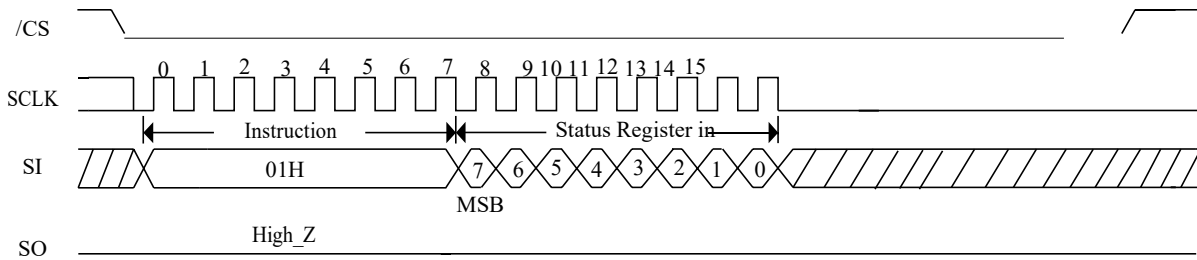 /CS
0 1 2 3 4 5 6 7 8 9 10 11 12 13 14 15
SCLK
Instruction Status Register in
SI 01H 7 6 5 4 3 2 1 0
MSB
High_Z
SO